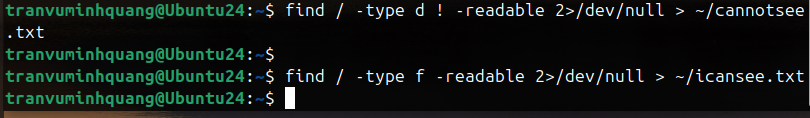 tranvuminhquang@Ubuntu24:~$ find / -type d ! -readable 2>/dev/null > ~/cannotsee
.txt
tranvuminhquang@Ubuntu24:~$
tranvuminhquang@Ubuntu24:~$ find / -type f -readable 2>/dev/null > ~/icansee.txt
tranvuminhquang@Ubuntu24:~$